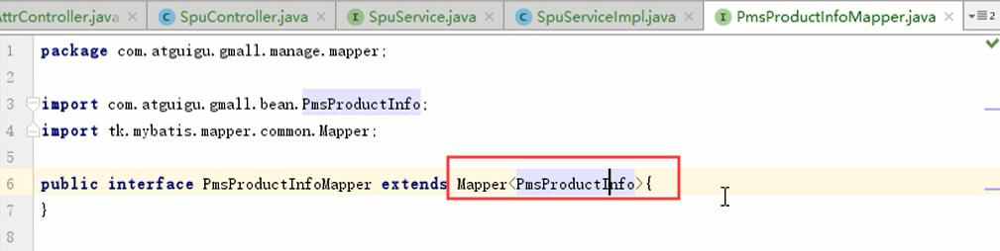 AttrController.java × SpuController.java × SpuService.java × SpuServiceImpl.java × PmsProductInfoMapper.java × 2
1 package com.atguigu.gmall.manage.mapper;
2
3 import com.atguigu.gmall.bean.PmsProductInfo;
4 import tk.mybatis.mapper.common.Mapper;
5
6 public interface PmsProductInfoMapper extends Mapper<PmsProductInfo>{
7 }
8